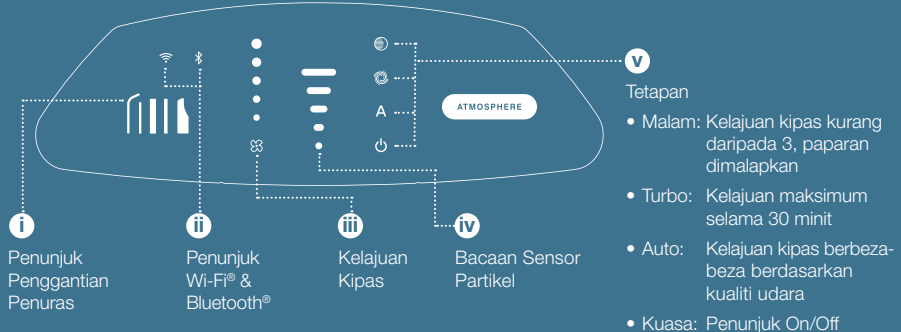 A
ATMOSPHERE
i
Penunjuk
Penggantian
Penuras
ii
Penunjuk
Wi-Fi® &
Bluetooth®
iii
Kelajuan
Kipas
iv
Bacaan Sensor
Partikel
v
Tetapan
• Malam: Kelajuan kipas kurang
daripada 3, paparan
dimalapkan
• Turbo: Kelajuan maksimum
selama 30 minit
• Auto: Kelajuan kipas berbeza-
beza berdasarkan
kualiti udara
• Kuasa: Penunjuk On/Off